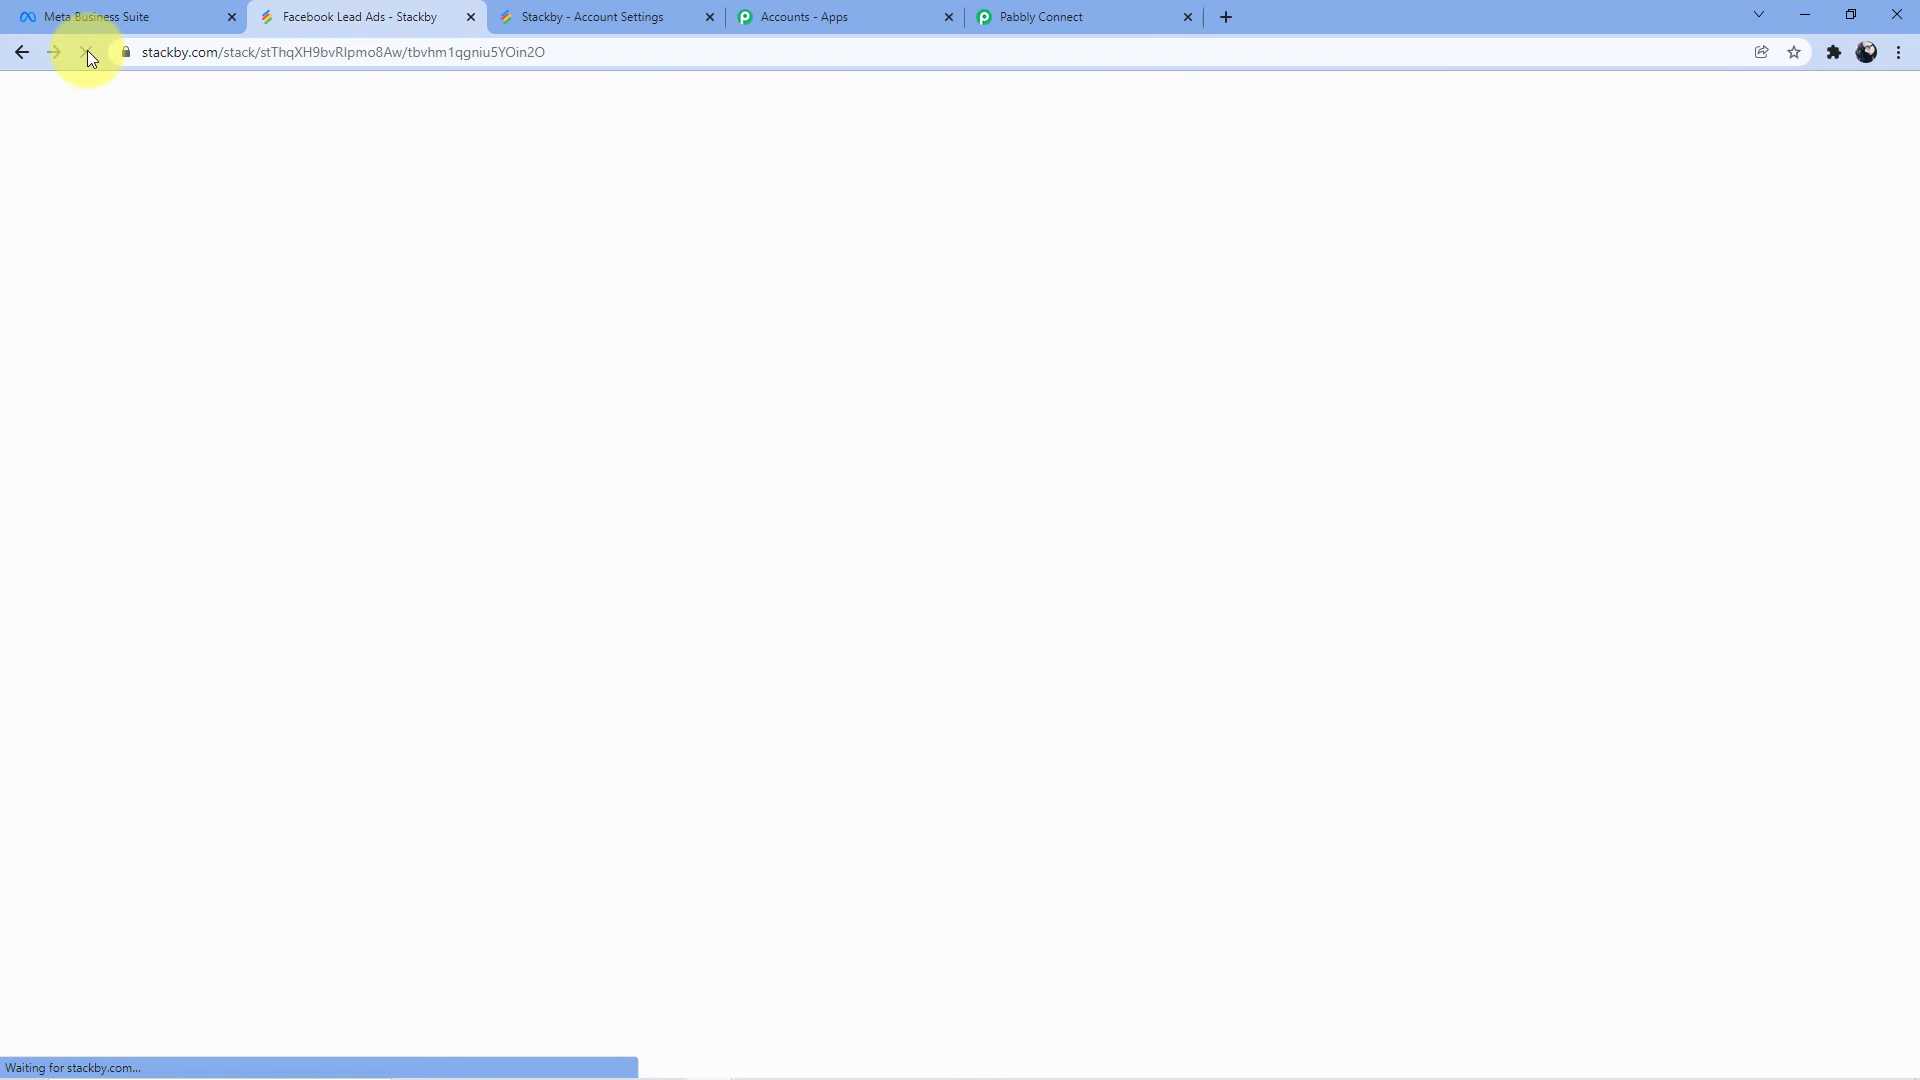 Meta Business Suite
Facebook Lead Ads - Stackby
Stackby - Account Settings
Accounts - Apps
Pabbly Connect
stackby.com/stack/stThqXH9bvRIpmo8Aw/tbvhm1qgniu5YOin2O
Waiting for stackby.com...